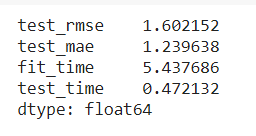 test_rmse    1.602152
test_mae     1.239638
fit_time     5.437686
test_time    0.472132
dtype: float64